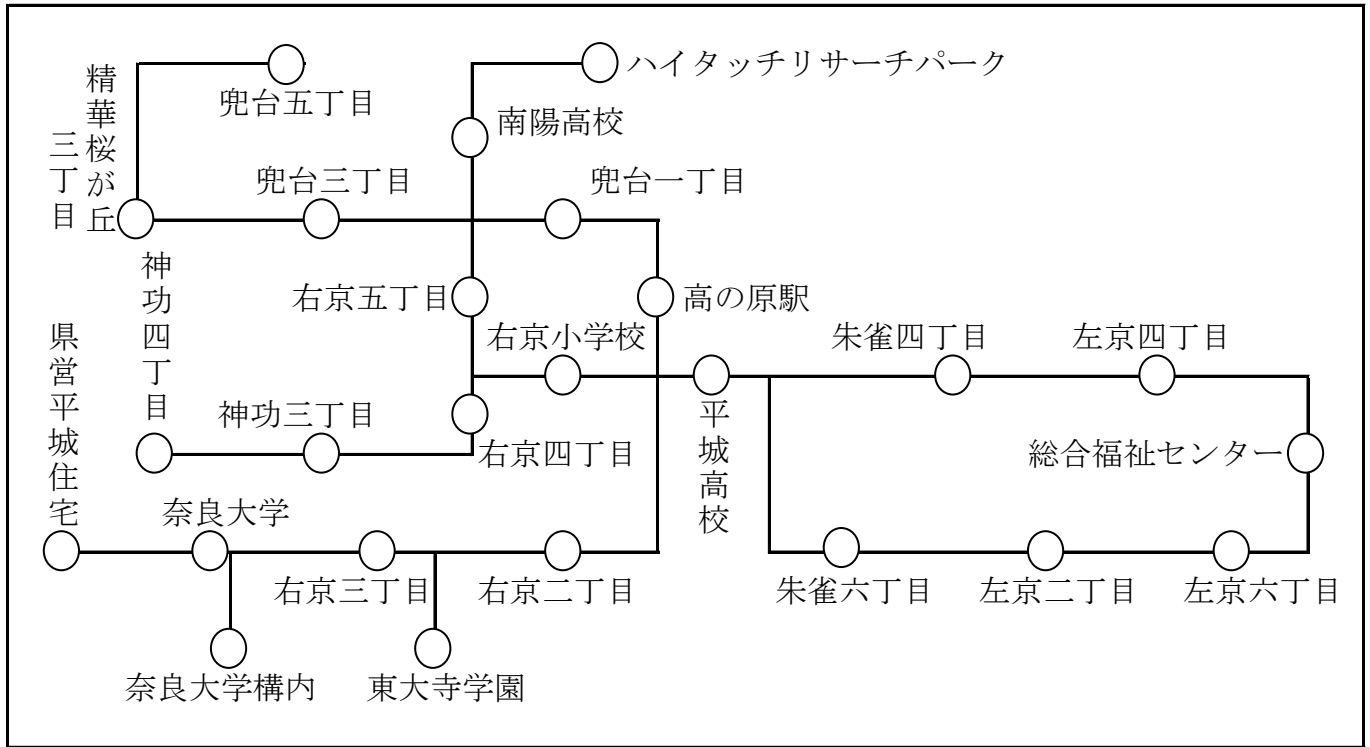 ハイタッチリサーチパーク
兜台五丁目
精華桜が丘
三丁目
南陽高校
兜台三丁目
兜台一丁目
神功四丁目
右京五丁目
高の原駅
県営平城住宅
右京小学校
朱雀四丁目
左京四丁目
神功三丁目
右京四丁目
平城高校
総合福祉センター
奈良大学
右京三丁目
右京二丁目
朱雀六丁目
左京二丁目
左京六丁目
奈良大学構内
東大寺学園